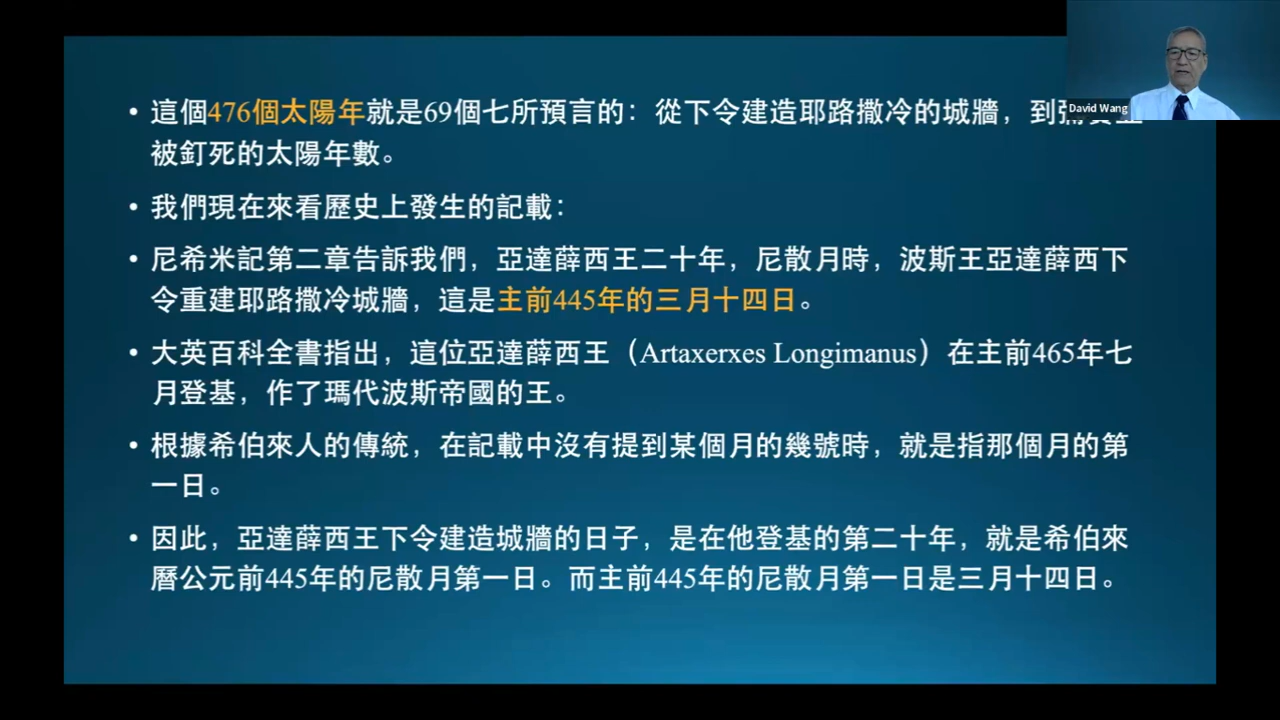 • 這個476個太陽年就是69個七所預言的：從下令建造耶路撒冷的城牆，到
被釘死的太陽年數。
• 我們現在來看歷史上發生的記載：
• 尼希米記第二章告訴我們，亞達薛西王二十年，尼散月時，波斯王亞達薛西下
令重建耶路撒冷城牆，這是主前445年的三月十四日。
• 大英百科全書指出，這位亞達薛西王（Artaxerxes Longimanus）在主前465年七
月登基，作了瑪代波斯帝國的王。
• 根據希伯來人的傳統，在記載中沒有提到某個月的幾號時，就是指那個月的第
一日。
• 因此，亞達薛西王下令建造城牆的日子，是在他登基的第二十年，就是希伯來
曆公元前445年的尼散月第一日。而主前445年的尼散月第一日是三月十四日。
David Wang